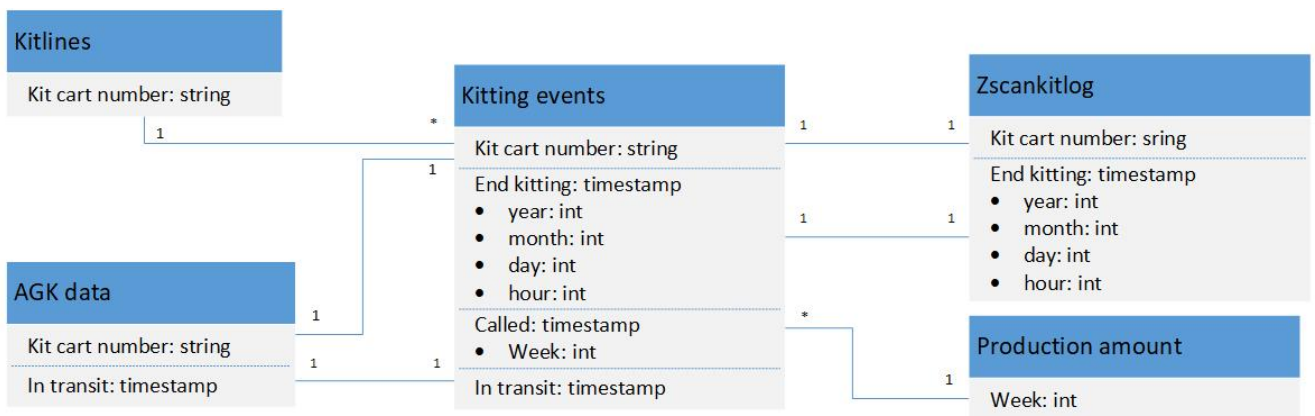 Kitlines
Kit cart number: string
1
*
Kitting events
Kit cart number: string
End kitting: timestamp
• year: int
• month: int
• day: int
• hour: int
Called: timestamp
• Week: int
In transit: timestamp
1
1
Zscankitlog
Kit cart number: sring
End kitting: timestamp
• year: int
• month: int
• day: int
• hour: int
1
1
1
AGK data
Kit cart number: string
In transit: timestamp
1
1
1
*
1
Production amount
Week: int